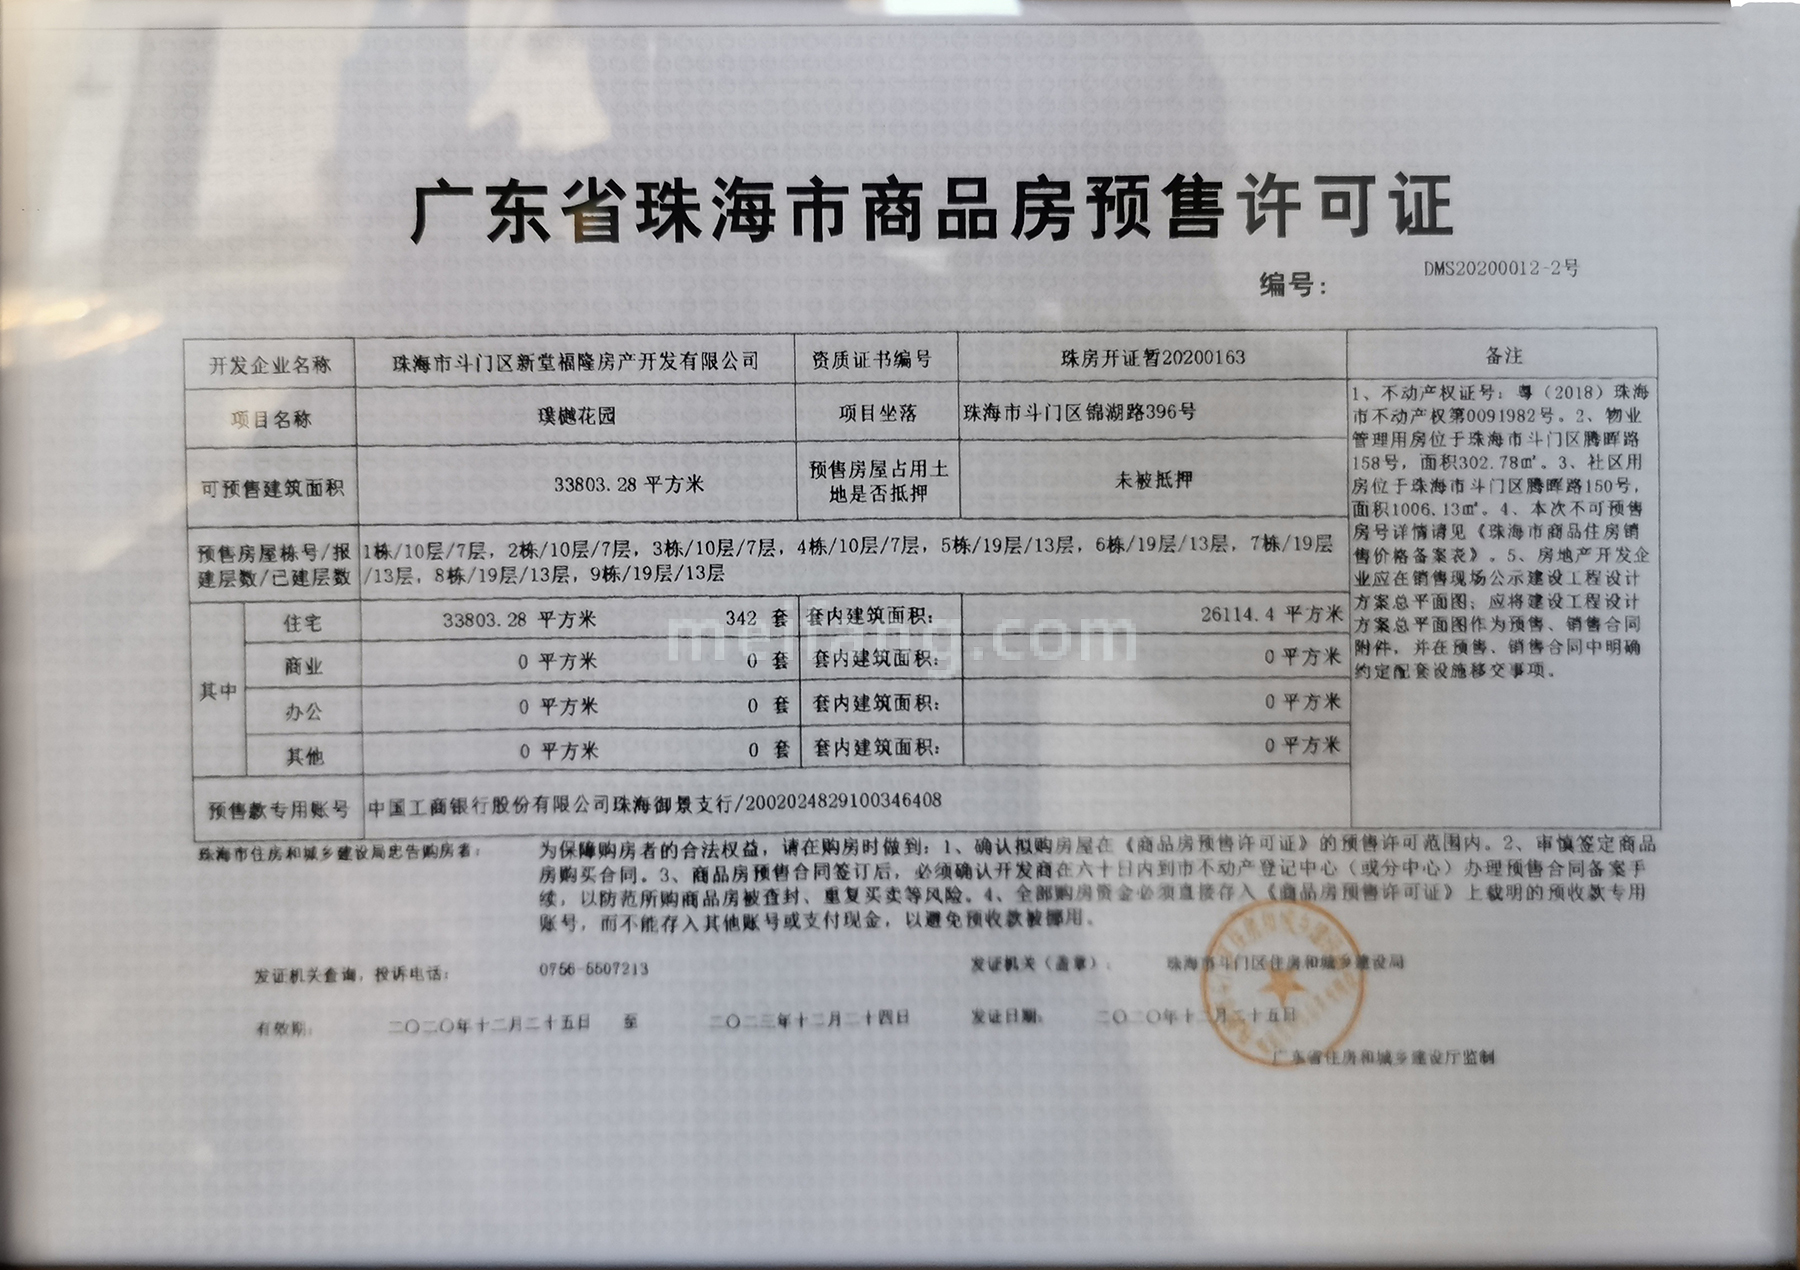 广东省珠海市商品房预售许可证
编号： DMS20200012-2号
开发企业名称 珠海市斗门区新堂福隆房产开发有限公司 资质证书编号 珠房开证暂20200163 备注
项目名称 璞樾花园 项目坐落 珠海市斗门区锦湖路396号
可预售建筑面积 33803.28 平方米 预售房屋占用土
地是否抵押 未被抵押
预售房屋栋号/报
建层数/已建层数 1栋/10层/7层，2栋/10层/7层，3栋/10层/7层，4栋/10层/7层，5栋/19层/13层，6栋/19层/13层，7栋/19层
/13层，8栋/19层/13层，9栋/19层/13层
其中
住宅 33803.28 平方米 342 套 套内建筑面积： 26114.4 平方米
商业 0 平方米 0 套 套内建筑面积： 0 平方米
办公 0 平方米 0 套 套内建筑面积： 0 平方米
其他 0 平方米 0 套 套内建筑面积： 0 平方米
预售款专用账号 中国工商银行股份有限公司珠海御景支行/2002024829100346408
1、不动产权证号：粤（2018）珠海
市不动产权第0091982号。2、物业
管理用房位于珠海市斗门区腾晖路
158号，面积302.78㎡。3、社区用
房位于珠海市斗门区腾晖路150号，
面积1006.13㎡。4、本次不可预售
房号详情请见《珠海市商品住房销
售价格备案表》。5、房地产开发企
业应在销售现场公示建设工程设计
方案总平面图；应将建设工程设计
方案总平面图作为预售、销售合同
附件，并在预售、销售合同中明确
约定配套设施移交事项。
珠海市住房和城乡建设局忠告购房者： 为保障购房者的合法权益，请在购房时做到：1、确认拟购房屋在《商品房预售许可证》的预售许可范围内。2、审慎签定商品
房购买合同。3、商品房预售合同签订后，必须确认开发商在六十日内到市不动产登记中心（或分中心）办理预售合同备案手
续，以防范所购商品房被查封、重复买卖等风险。4、全部购房资金必须直接存入《商品房预售许可证》上载明的预收款专用
账号，而不能存入其他账号或支付现金，以避免预收款被挪用。
发证机关查询，投诉电话： 0756-5507213 发证机关（盖章）： 珠海市斗门区住房和城乡建设局
有效期： 二〇二〇年十二月二十五日 至 二〇二三年十二月二十四日 发证日期： 二〇二〇年十二月二十五日
广东省住房和城乡建设厅监制